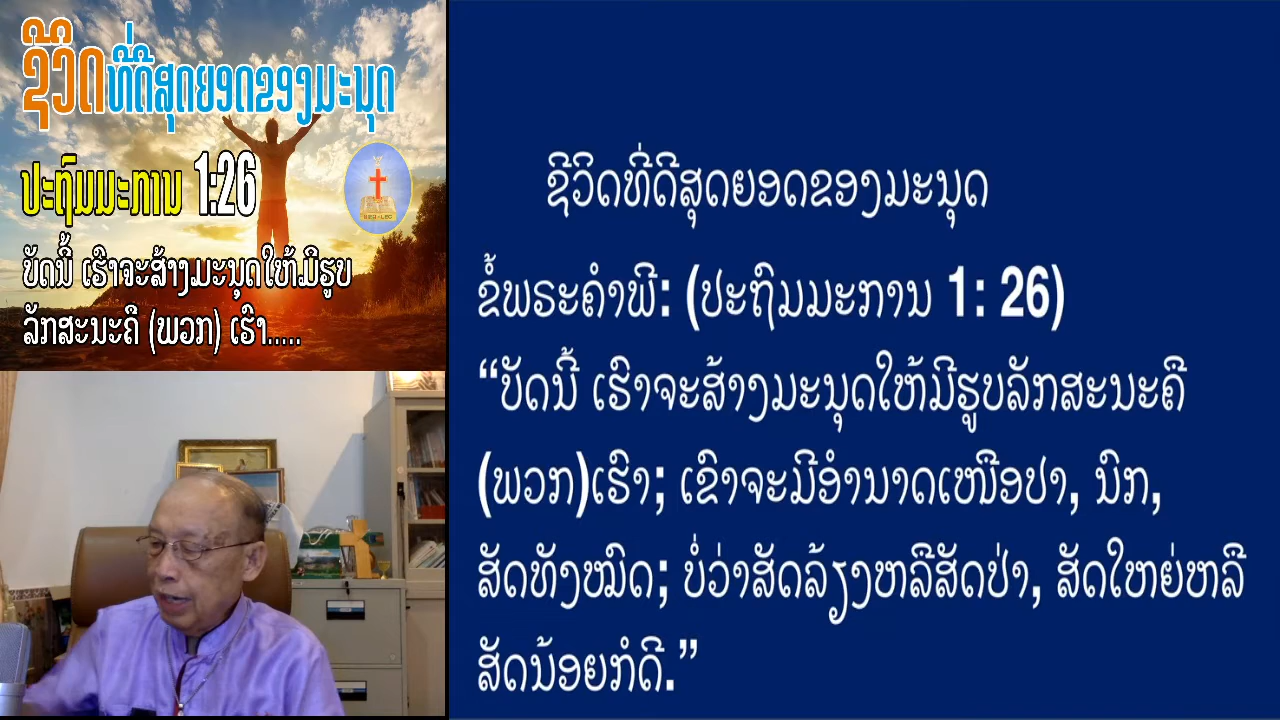 ຊີວິດທີ່ດີສຸດຍອດຂອງມະນຸດ
ປະຖົມມະການ 1:26
ບັດນີ້ ເຮົາຈະສ້າງມະນຸດໃຫ້ມີຮູບ
ລັກສະນະຄື (ພວກ) ເຮົາ.....
ຊີວິດທີ່ດີສຸດຍອດຂອງມະນຸດ
ຂໍ້ພຣະຄຳພີ: (ປະຖົມມະການ 1: 26)
“ບັດນີ້ ເຮົາຈະສ້າງມະນຸດໃຫ້ມີຮູບລັກສະນະຄື
(ພວກ)ເຮົາ; ເຂົາຈະມີອຳນາດເໜືອປາ, ນົກ,
ສັດທັງໝົດ; ບໍ່ວ່າສັດລ້ຽງຫລືສັດປ່າ, ສັດໃຫຍ່ຫລື
ສັດນ້ອຍກໍດີ.”